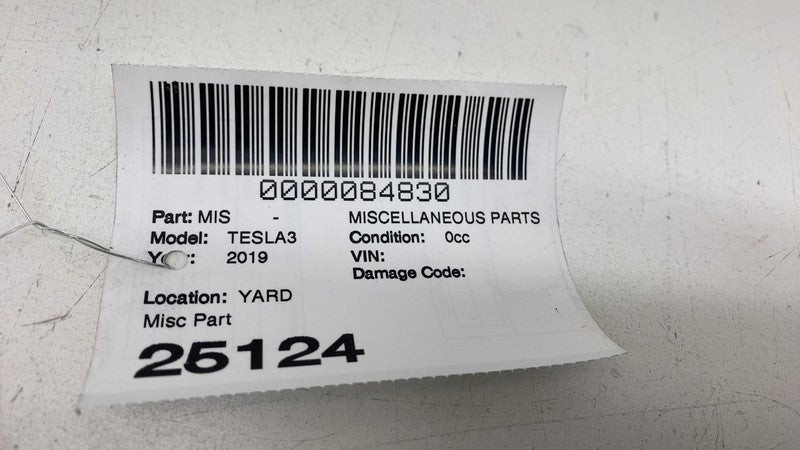 0000084830
Part: MIS - MISCELLANEOUS PARTS
Model: TESLA3 Condition: 0cc
2019 VIN:
Damage Code:
Location: YARD
Misc Part
25124